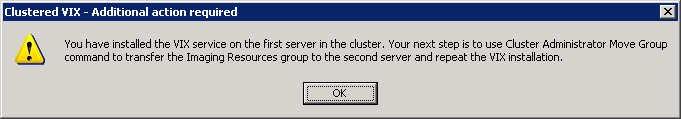 Clustered VIX - Additional action required
You have installed the VIX service on the first server in the cluster. Your next step is to use Cluster Administrator Move Group
command to transfer the Imaging Resources group to the second server and repeat the VIX installation.
OK